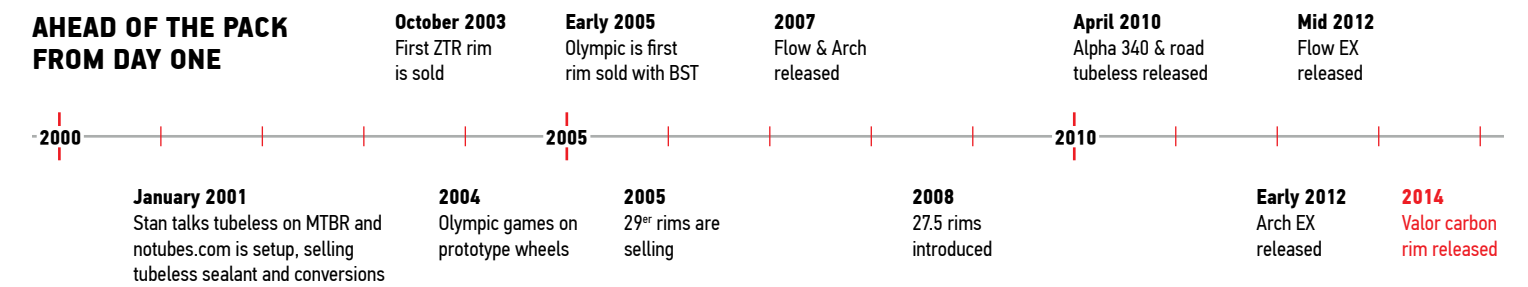 AHEAD OF THE PACK
FROM DAY ONE
October 2003
First ZTR rim
is sold
Early 2005
Olympic is first
rim sold with BST
2007
Flow & Arch
released
April 2010
Alpha 340 & road
tubeless released
Mid 2012
Flow EX
released
2000
2005
2010
January 2001
Stan talks tubeless on MTBR and
notubes.com is setup, selling
tubeless sealant and conversions
2004
Olympic games on
prototype wheels
2005
29er rims are
selling
2008
27.5 rims
introduced
Early 2012
Arch EX
released
2014
Valor carbon
rim released